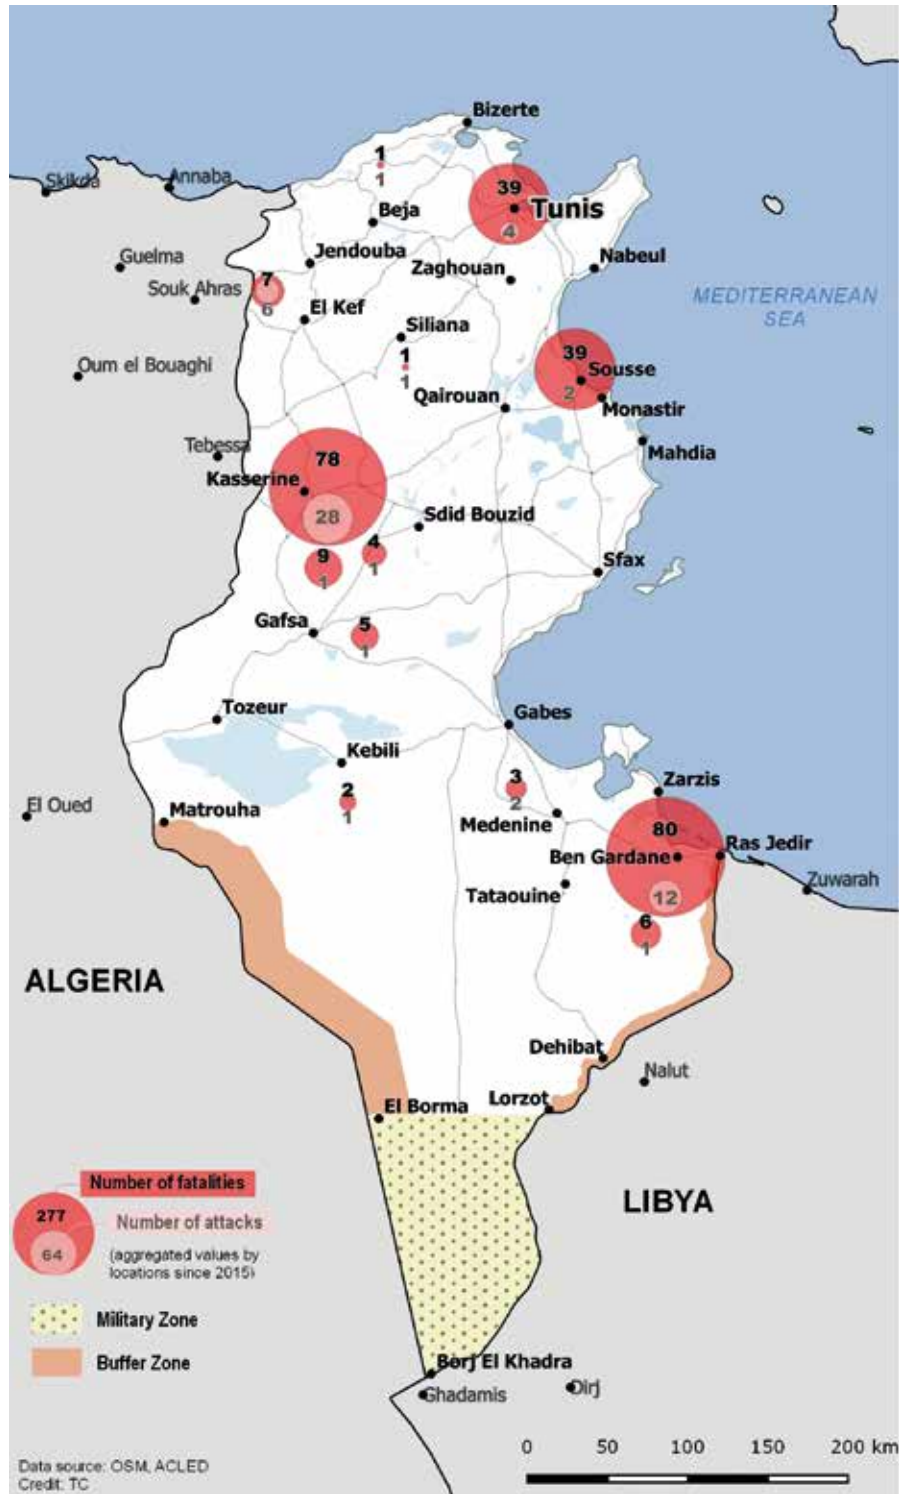 Bizerte
1
1
Skikda
Annaba
39
Tunis
4
Beja
Guelma
Jendouba
Zaghouan
Nabeul
Souk Ahras
7
6
El Kef
MEDITERRANEAN
SEA
Siliana
1
1
Oum el Bouaghi
39
Sousse
2
Qairouan
Monastir
Tebessa
Mahdia
78
Kasserine
28
Sdid Bouzid
9
1
4
1
Sfax
Gafsa
5
1
Tozeur
Gabes
Kebili
2
1
3
2
Zarzis
El Oued
Matrouha
Medenine
80
Ben Gardane
Ras Jedir
Zuwarah
Tataouine
12
6
1
ALGERIA
Dehibat
Nalut
El Borma
Lorzot
Number of fatalities
277
Number of attacks
64
(aggregated values by
locations since 2015)
LIBYA
Military Zone
Buffer Zone
Borj El Khadra
Ghadamis
Dirj
0 50 100 150 200 km
Data source: OSM, ACLED
Credit: TC